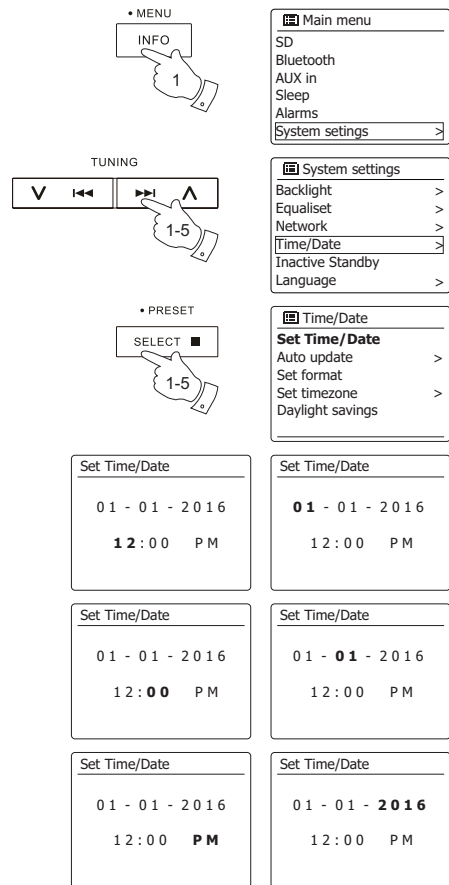 • MENU
INFO
1
Main menu
SD
Bluetooth
AUX in
Sleep
Alarms
System setings >
TUNING
1-5
System settings
Backlight >
Equaliset >
Network >
Time/Date >
Inactive Standby
Language >
• PRESET
SELECT ■
1-5
Time/Date
Set Time/Date
Auto update >
Set format
Set timezone >
Daylight savings
Set Time/Date
01 - 01 - 2016
12:00 PM
Set Time/Date
01 - 01 - 2016
12:00 PM
Set Time/Date
01 - 01 - 2016
12:00 PM
Set Time/Date
01 - 01 - 2016
12:00 PM
Set Time/Date
01 - 01 - 2016
12:00 PM
Set Time/Date
01 - 01 - 2016
12:00 PM